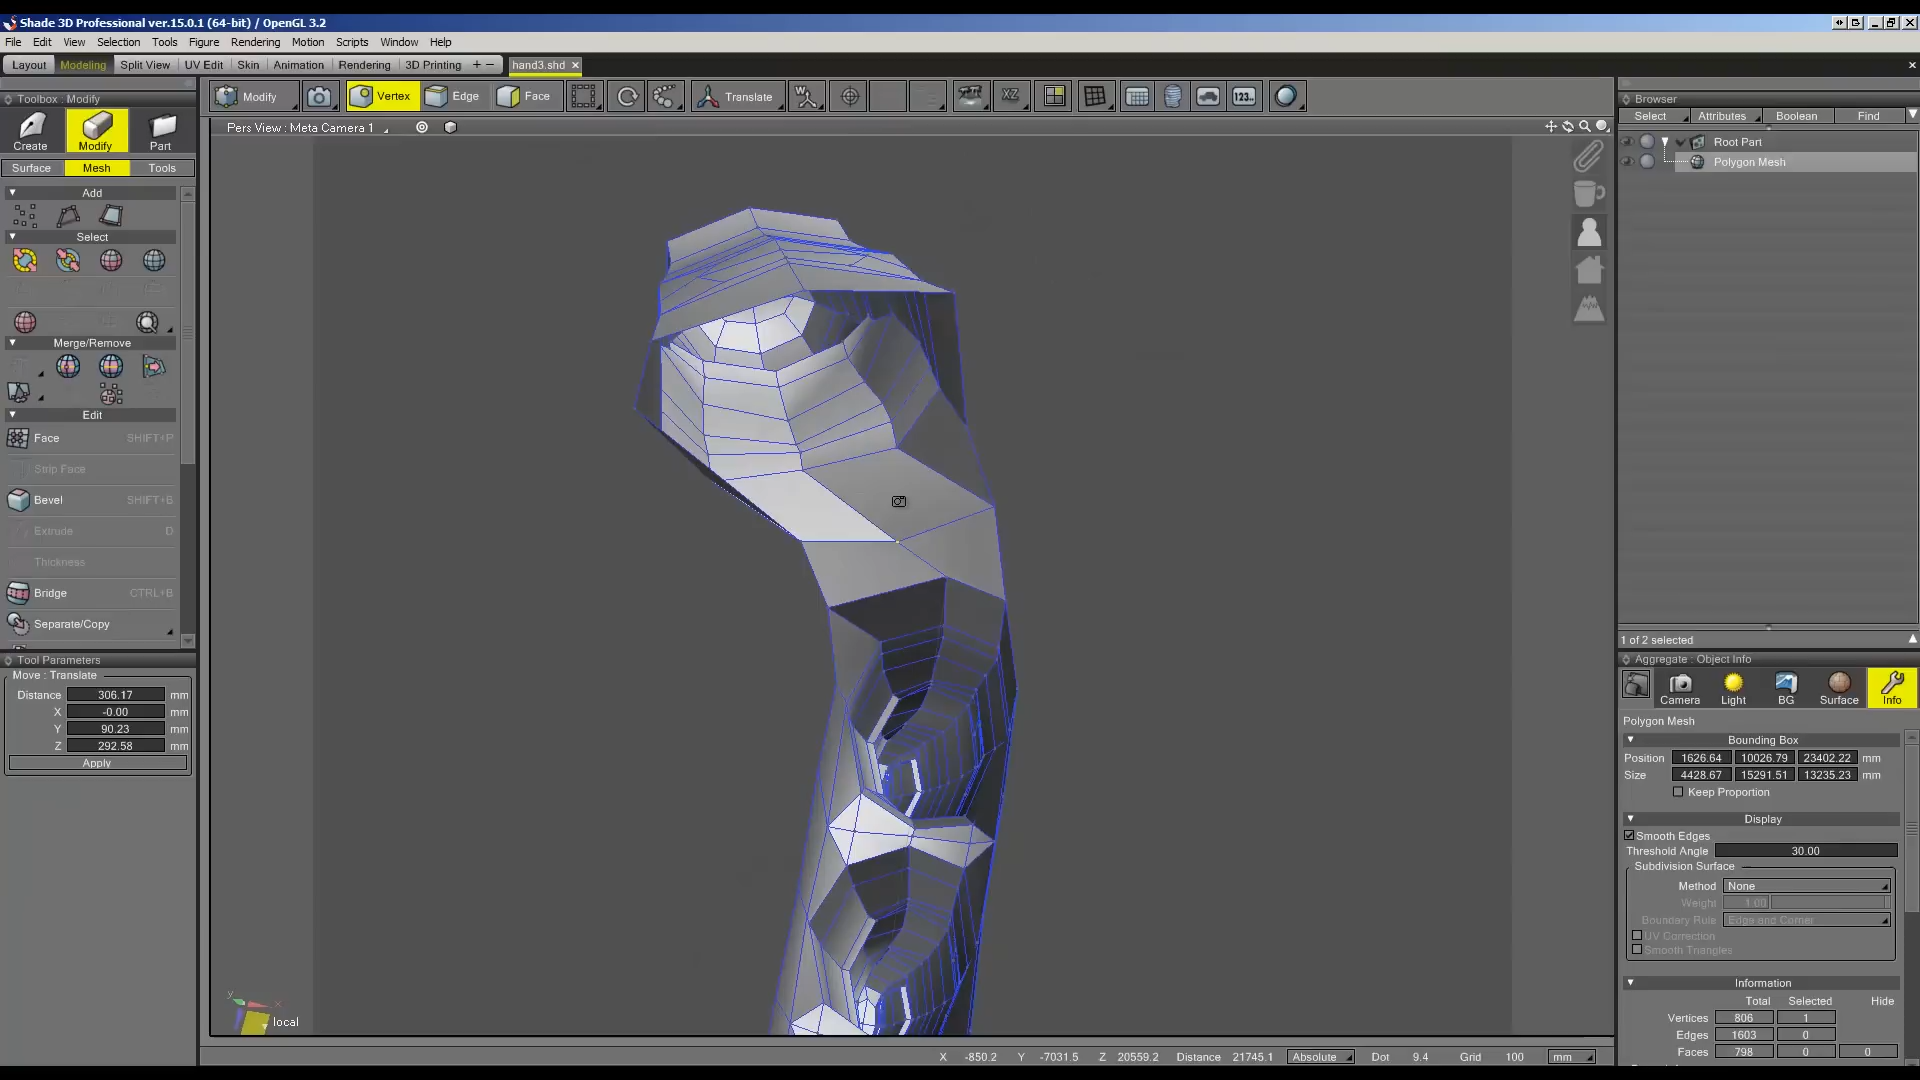 Shade 3D Professional ver.15.0.1 (64-bit) / OpenGL 3.2
File Edit View Selection Tools Figure Rendering Motion Scripts Window Help
Layout Modeling Split View UV Edit Skin Animation Rendering 3D Printing + − hand3.shd ×
Toolbox : Modify
Create Modify Part
Surface Mesh Tools
Add
Select
Merge/Remove
Edit
Face SHIFT+P
Strip Face
Bevel SHIFT+B
Extrude D
Thickness
Bridge CTRL+B
Separate/Copy
Tool Parameters
Move : Translate
Distance 306.17 mm
X -0.00 mm
Y 90.23 mm
Z 292.58 mm
Apply
Modify Vertex Edge Face Translate W XZ 123..
Pers View : Meta Camera 1
y x
local
X -850.2 Y -7031.5 Z 20559.2 Distance 21745.1 Absolute Dot 9.4 Grid 100 mm
Browser
Select Attributes Boolean Find
Root Part
Polygon Mesh
1 of 2 selected
Aggregate : Object Info
Camera Light BG Surface Info
Polygon Mesh
Bounding Box
Position 1626.64 10026.79 23402.22 mm
Size 4428.67 15291.51 13235.23 mm
Keep Proportion
Display
Smooth Edges
Threshold Angle 30.00
Subdivision Surface
Method None
Weight 1.00
Boundary Rule Edge and Corner
UV Correction
Smooth Triangles
Information
Total Selected Hide
Vertices 806 1
Edges 1603 0
Faces 798 0 0